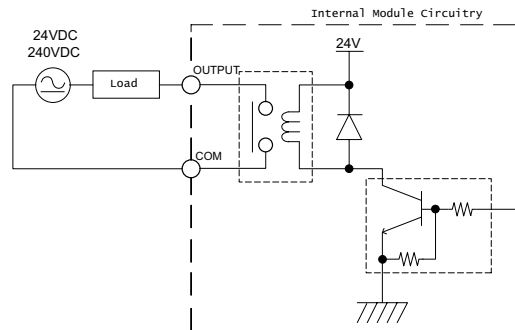 Internal Module Circuitry
24VDC
240VDC
24V
OUTPUT
Load
COM